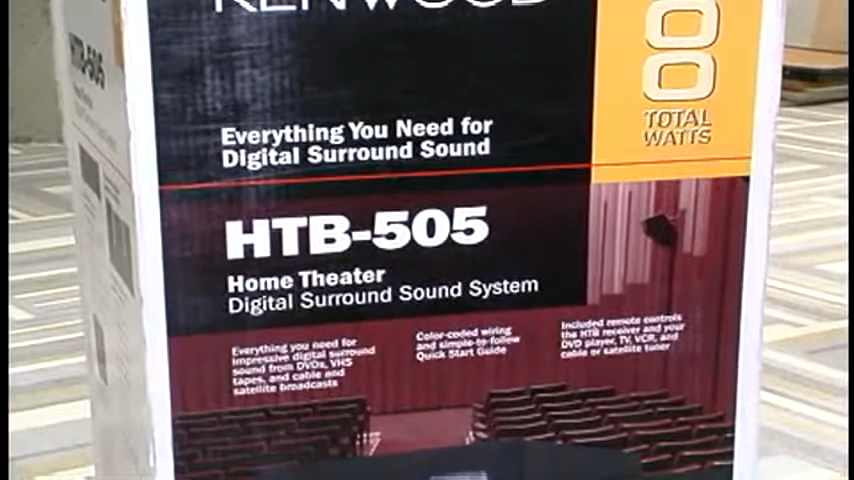 KENWOOD
00
TOTAL
WATTS
Everything You Need for
Digital Surround Sound
HTB-505
Home Theater
Digital Surround Sound System
Everything you need for
impressive digital surround
sound from DVDs, VHS
tapes, and cable and
satellite broadcasts
Color-coded wiring
and simple-to-follow
Quick Start Guide
Included remote controls
the HTB receiver and your
DVD player, TV, VCR, and
cable or satellite tuner
HTB-505